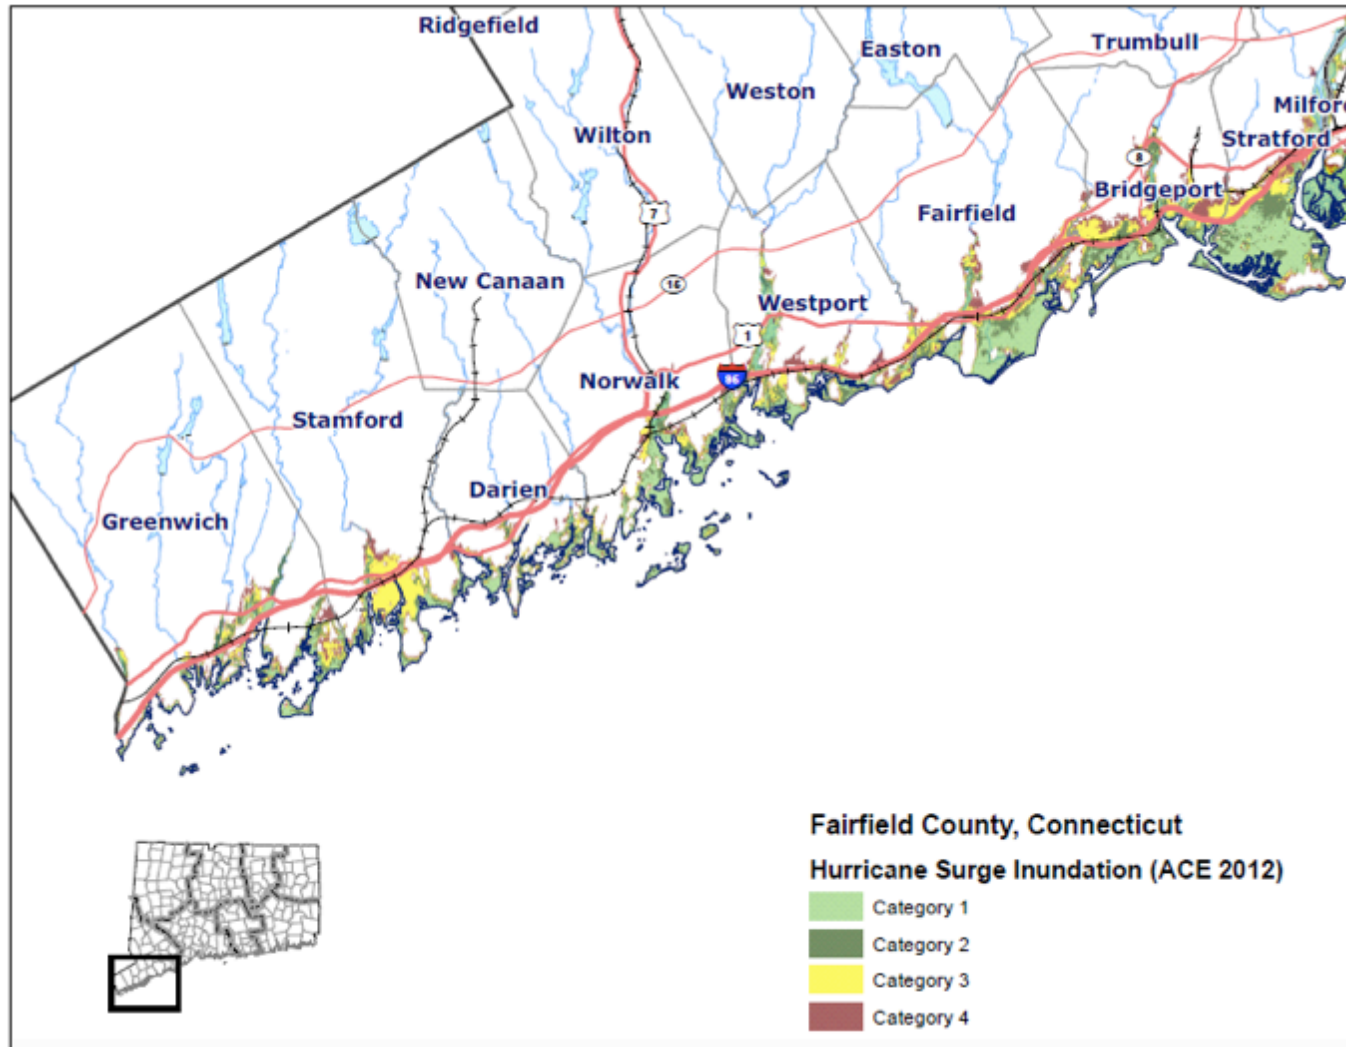 Ridgefield
Easton
Trumbull
Weston
Milford
Wilton
Stratford
8
Bridgeport
7
Fairfield
New Canaan
16
Westport
1
Norwalk
95
Stamford
Darien
Greenwich
Fairfield County, Connecticut
Hurricane Surge Inundation (ACE 2012)
Category 1
Category 2
Category 3
Category 4